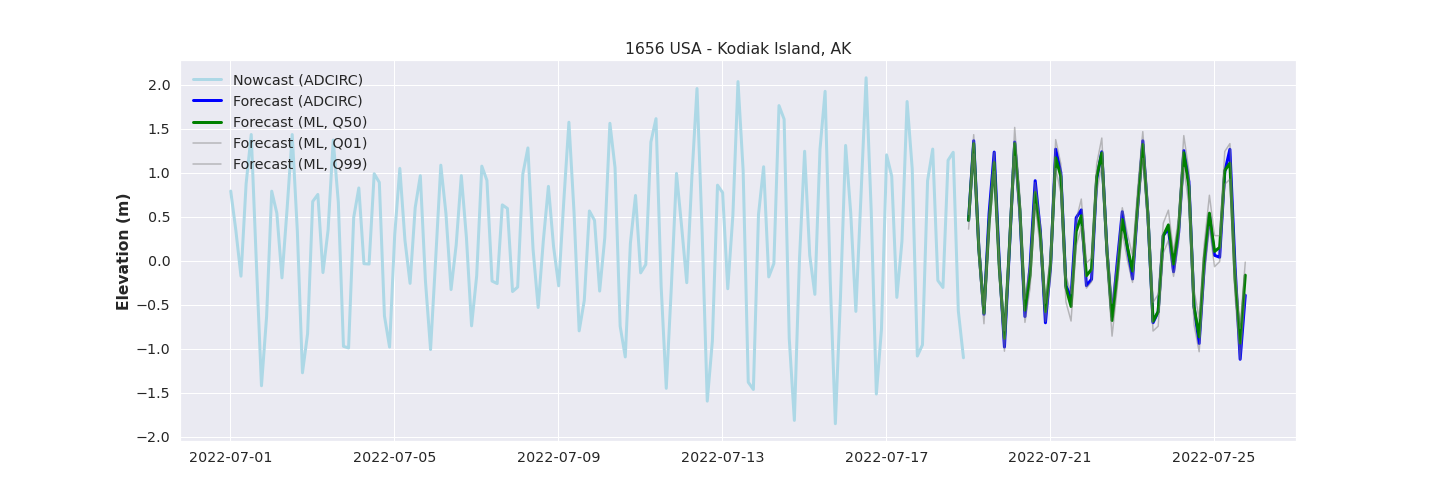 1656 USA - Kodiak Island, AK
Nowcast (ADCIRC)
Forecast (ADCIRC)
Forecast (ML, Q50)
Forecast (ML, Q01)
Forecast (ML, Q99)
Elevation (m)
2.0
1.5
1.0
0.5
0.0
−0.5
−1.0
−1.5
−2.0
2022-07-01 2022-07-05 2022-07-09 2022-07-13 2022-07-17 2022-07-21 2022-07-25